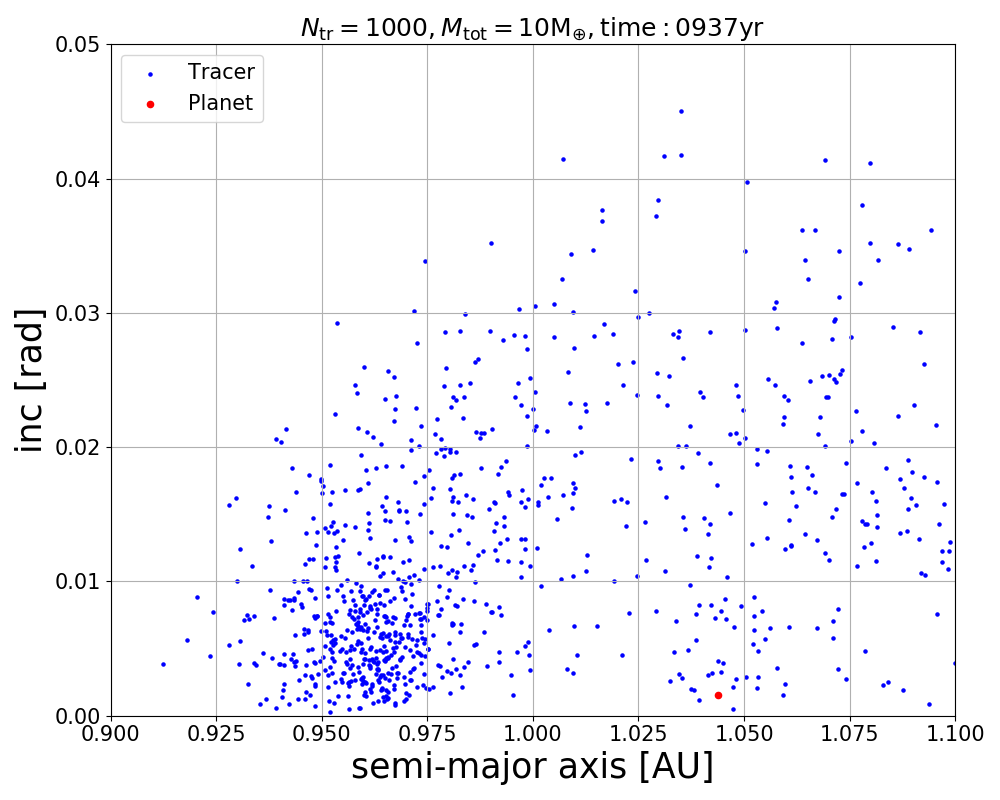 N_tr = 1000, M_tot = 10M_⊕, time : 0937yr
Tracer
Planet
0.05
0.04
0.03
0.02
0.01
0.00
inc [rad]
0.900 0.925 0.950 0.975 1.000 1.025 1.050 1.075 1.100
semi-major axis [AU]